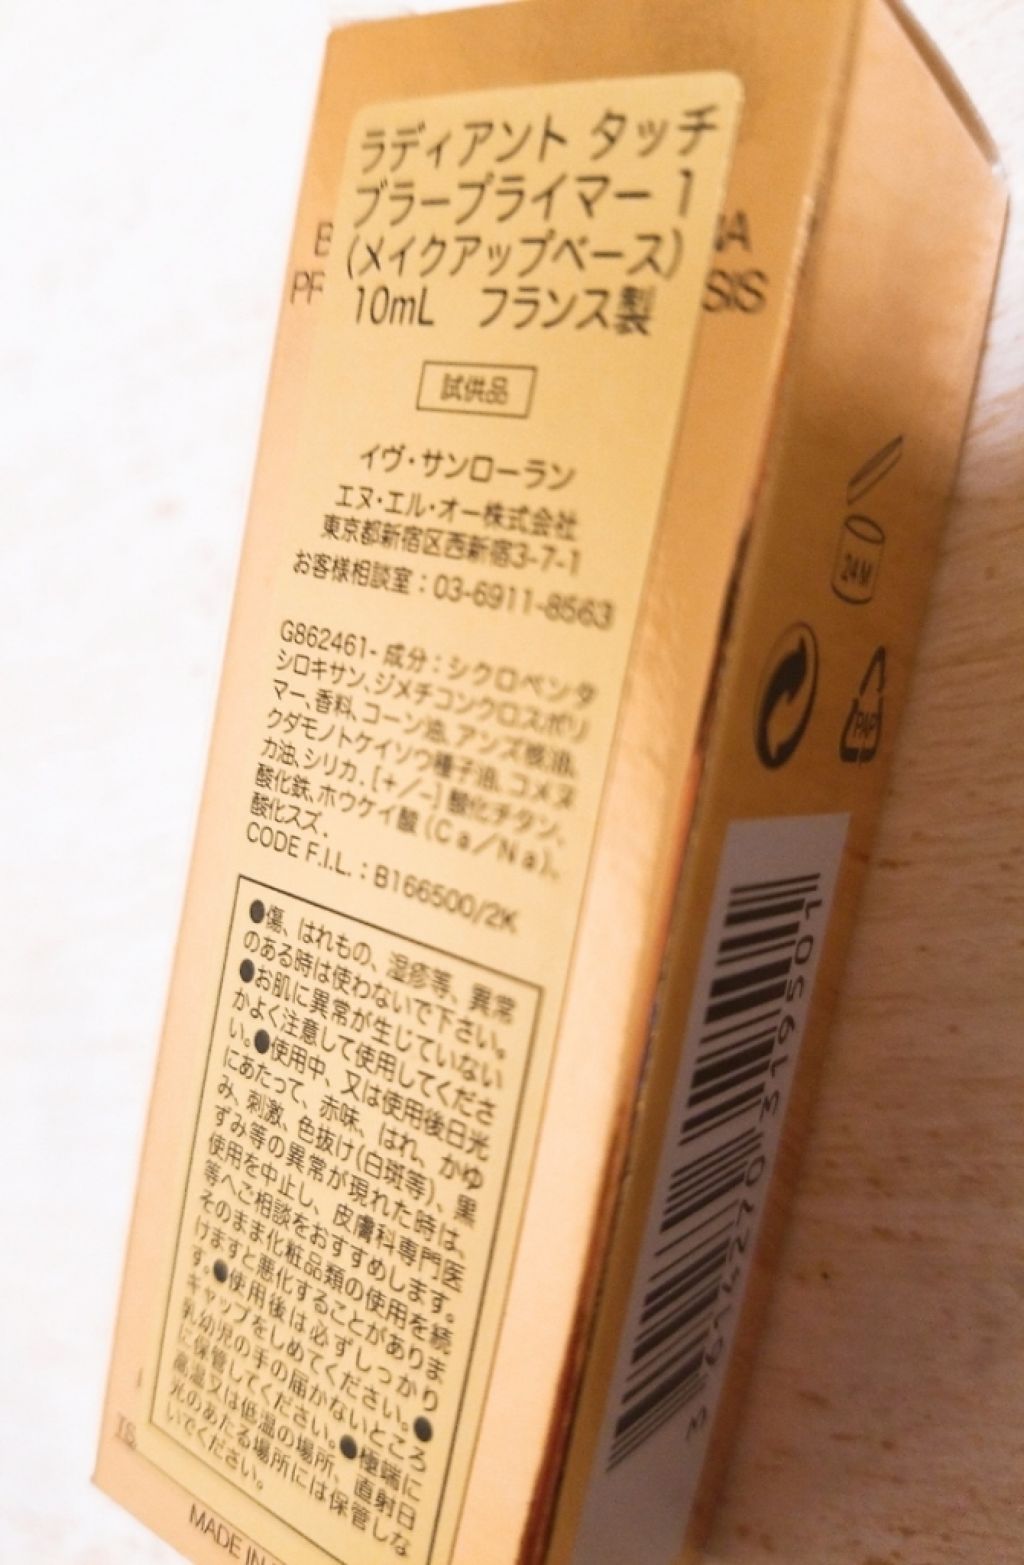 ラディアント タッチ
ブラープライマー 1
(メイクアップベース)
10mL フランス製
試供品
イヴ・サンローラン
エヌ・エル・オー株式会社
東京都新宿区西新宿3-7-1
お客様相談室：03-6911-8563
G862461- 成分：シクロペンタ
シロキサン、ジメチコンクロスポリ
マー、香料、コーン油、アンズ核油、
クダモノトケイソウ種子油、コメヌ
カ油、シリカ．[+／−] 酸化チタン、
酸化鉄、ホウケイ酸（Ca／Na）、
酸化スズ．
CODE F.I.L.：B166500/2K
●傷、はれもの、湿疹等、異常
のある時は使わないで下さい。
●お肌に異常が生じていない
かよく注意して使用してくださ
い。●使用中、又は使用後日光
にあたって、赤味、はれ、かゆ
み、刺激、色抜け(白斑等)、黒
ずみ等の異常が現れた時は、
使用を中止し、皮膚科専門医
等へご相談をおすすめします。
そのまま化粧品類の使用を続
けますと悪化することがありま
す。●使用後は必ずしっかり
キャップをしめてください。●
乳幼児の手の届かないところ
に保管してください。●極端に
高温又は低温の場所、直射日
光のあたる場所には保管しな
いでください。
MADE IN
24M
PAP